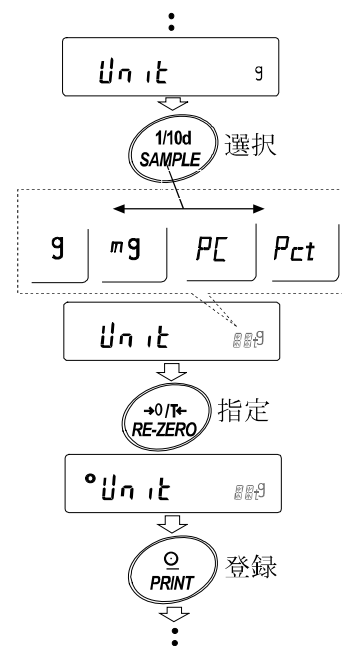 Unit g
1/10d
SAMPLE 選択
g mg PC Pct
Unit g
→0/T←
RE-ZERO 指定
Unit g
PRINT 登録